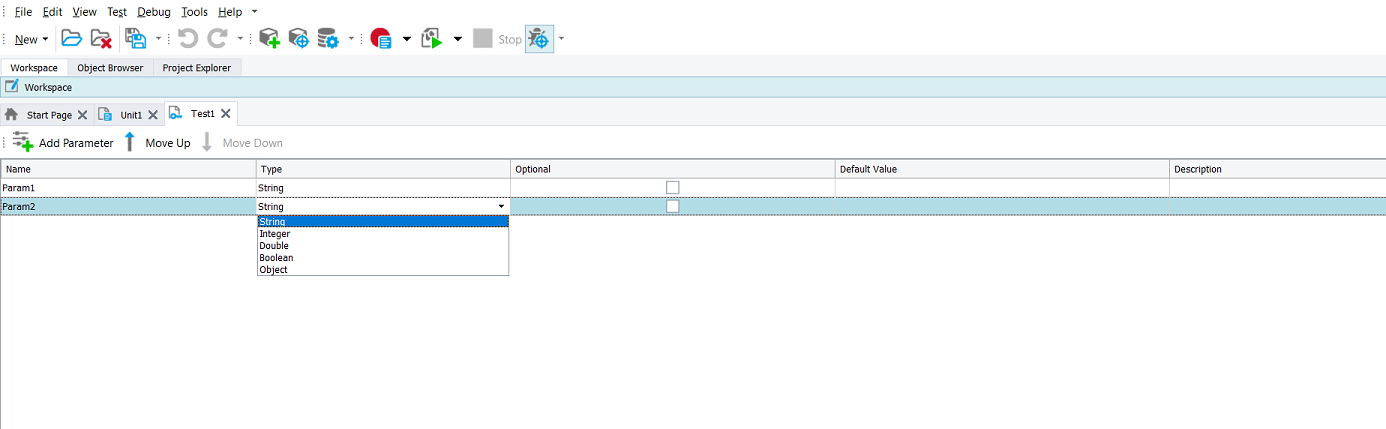 File Edit View Test Debug Tools Help
New Stop
Workspace Object Browser Project Explorer
Workspace
Start Page Unit1 Test1
Add Parameter Move Up Move Down
Name Type Optional Default Value Description
Param1 String
Param2 String
String
Integer
Double
Boolean
Object